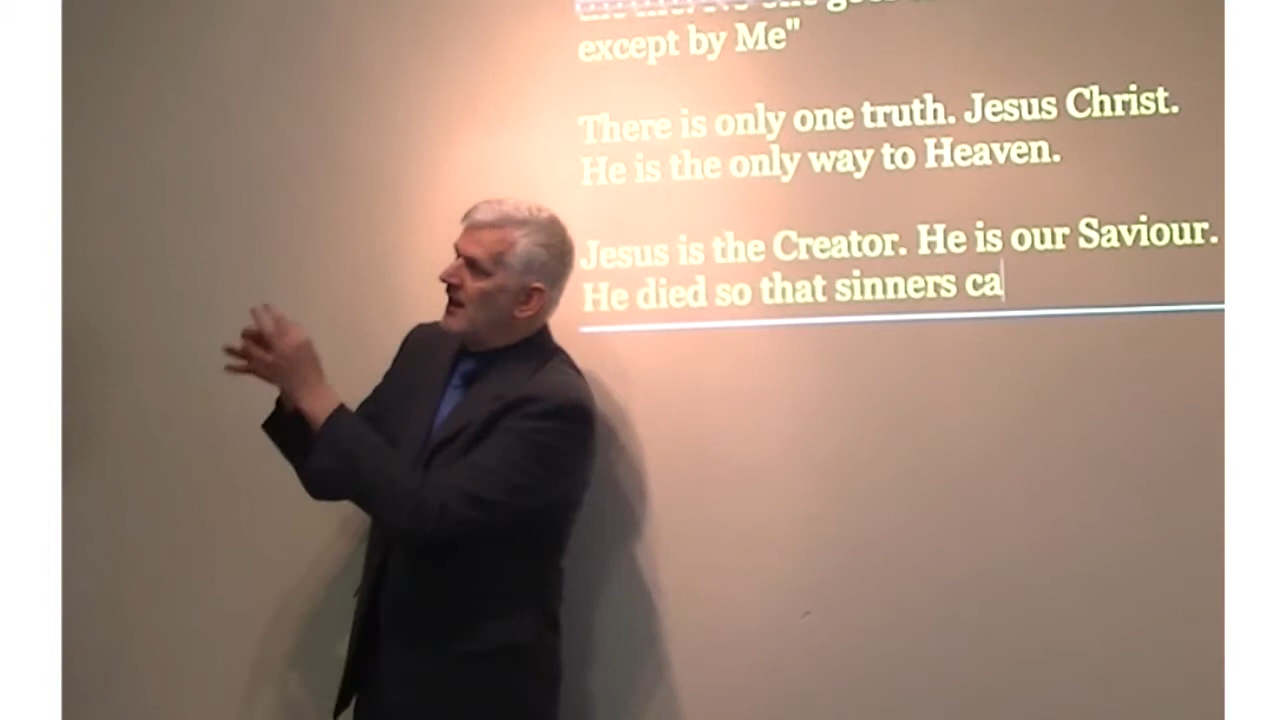 except by Me"
There is only one truth. Jesus Christ.
He is the only way to Heaven.
Jesus is the Creator. He is our Saviour.
He died so that sinners ca